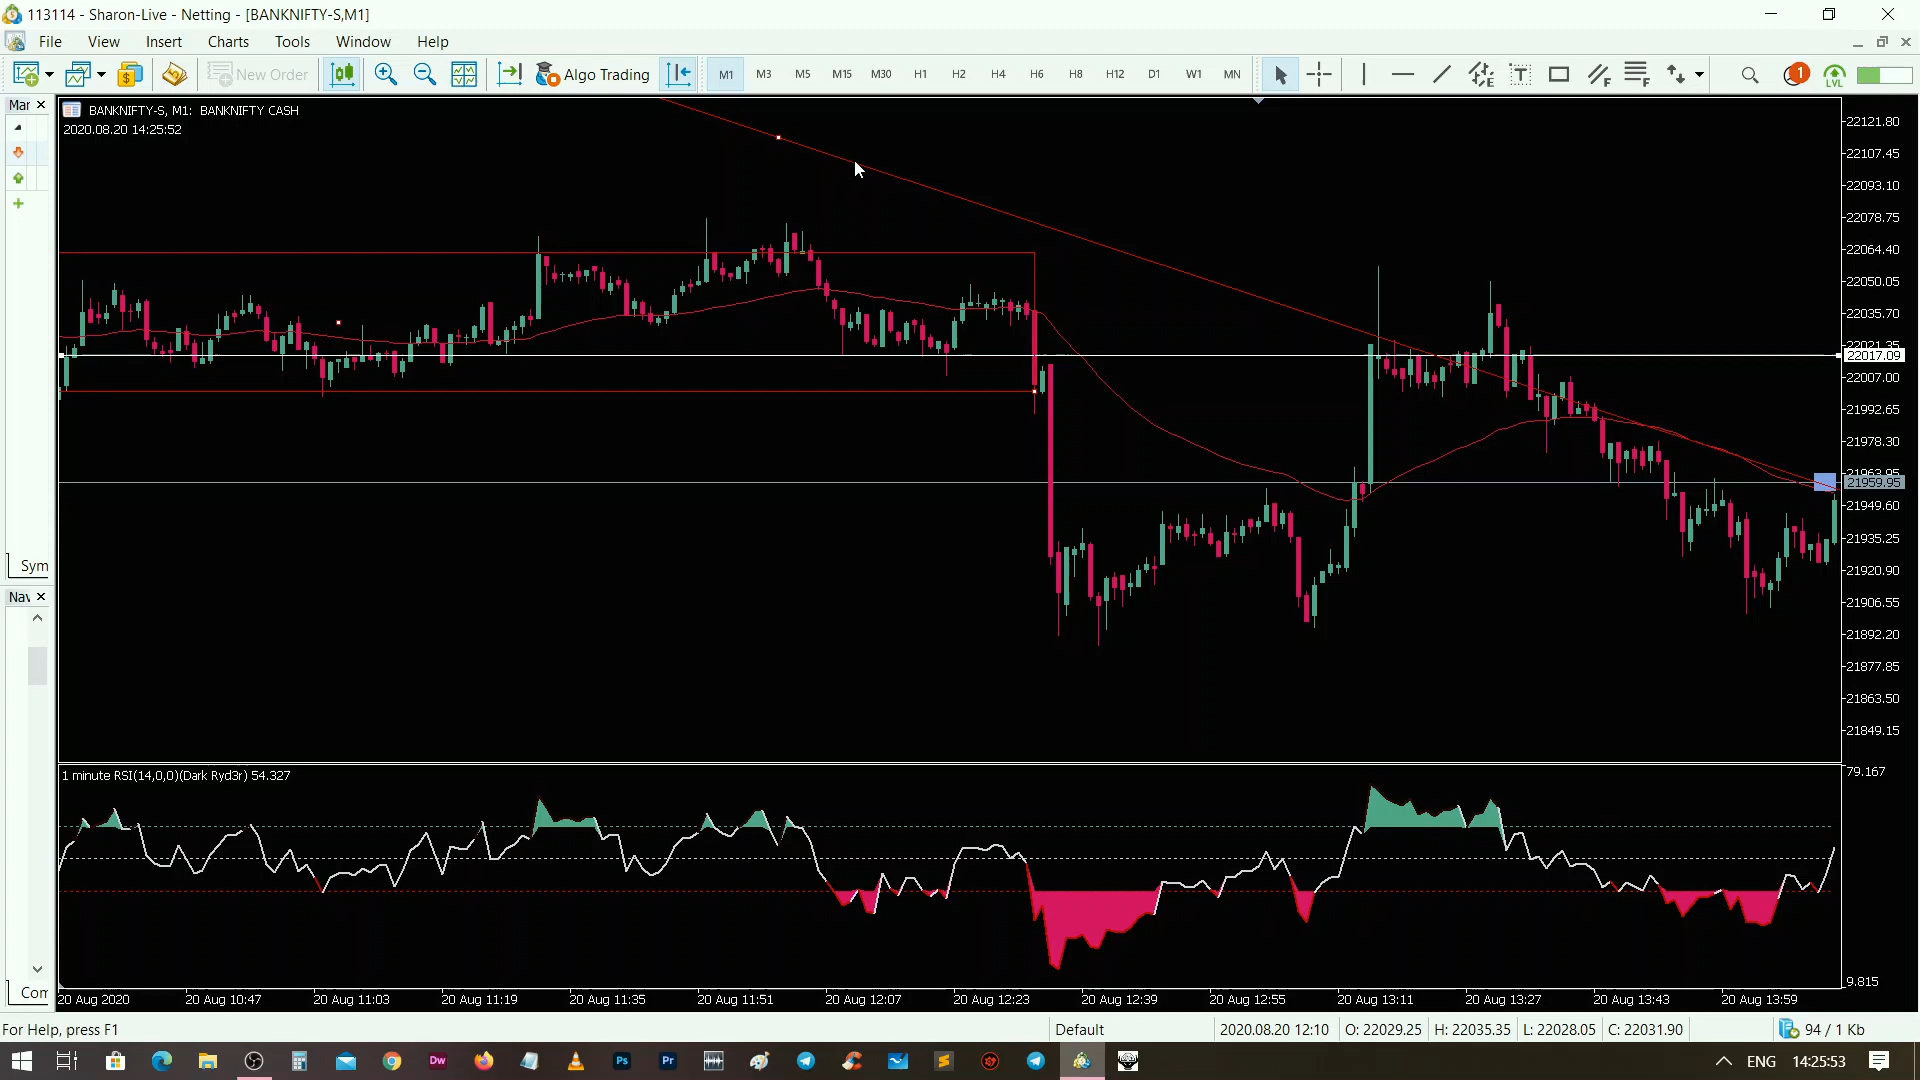 113114 - Sharon-Live - Netting - [BANKNIFTY-S,M1]
File View Insert Charts Tools Window Help
New Order Algo Trading M1 M3 M5 M15 M30 H1 H2 H4 H6 H8 H12 D1 W1 MN 1 LVL
Mar
BANKNIFTY-S, M1: BANKNIFTY CASH
2020.08.20 14:25:52
22121.80
22107.45
22093.10
22078.75
22064.40
22050.05
22035.70
22021.35
22017.09
22007.00
21992.65
21978.30
21963.95
21959.95
21949.60
21935.25
21920.90
21906.55
21892.20
21877.85
21863.50
21849.15
Sym
Nav
Com
1 minute RSI(14,0,0)(Dark Ryd3r) 54.327
79.167
9.815
20 Aug 2020 20 Aug 10:47 20 Aug 11:03 20 Aug 11:19 20 Aug 11:35 20 Aug 11:51 20 Aug 12:07 20 Aug 12:23 20 Aug 12:39 20 Aug 12:55 20 Aug 13:11 20 Aug 13:27 20 Aug 13:43 20 Aug 13:59
For Help, press F1 Default 2020.08.20 12:10 O: 22029.25 H: 22035.35 L: 22028.05 C: 22031.90 94 / 1 Kb
Dw Ps Pr ENG 14:25:53